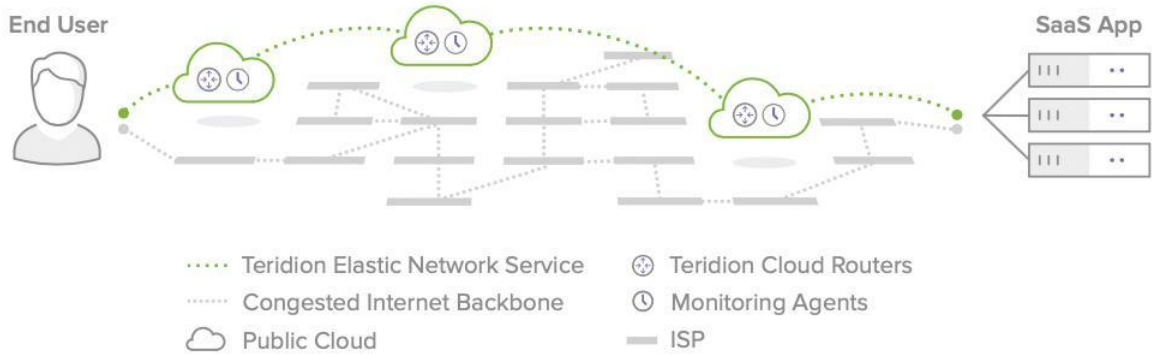 End User
SaaS App
Teridion Elastic Network Service
Teridion Cloud Routers
Congested Internet Backbone
Monitoring Agents
Public Cloud
ISP